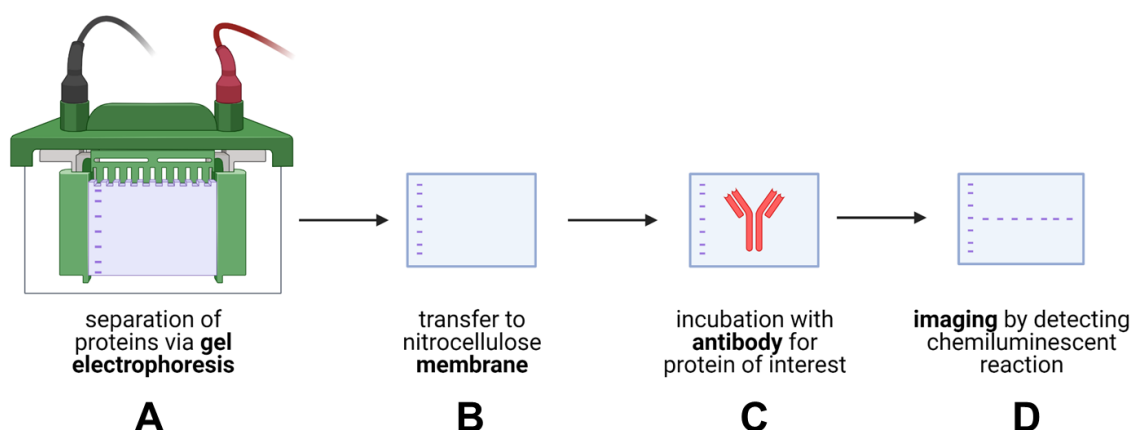 separation of
proteins via gel
electrophoresis
transfer to
nitrocellulose
membrane
incubation with
antibody for
protein of interest
imaging by detecting
chemiluminescent
reaction
A
B
C
D